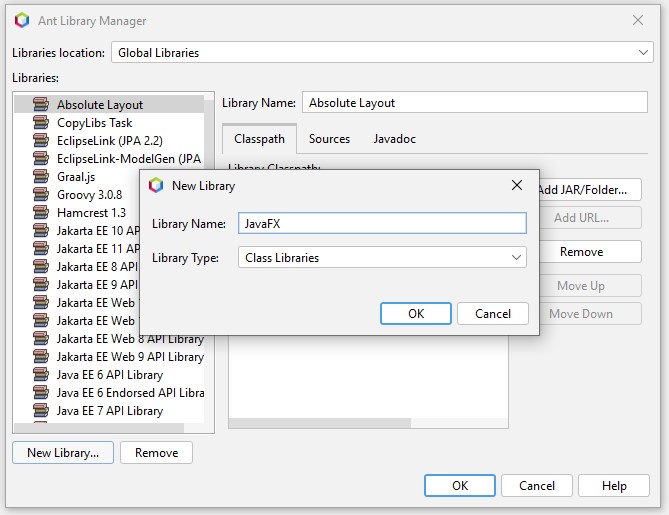 Ant Library Manager
Libraries location: Global Libraries
Libraries:
Absolute Layout
CopyLibs Task
EclipseLink (JPA 2.2)
EclipseLink-ModelGen (JPA
Graal.js
Groovy 3.0.8
Hamcrest 1.3
Jakarta EE 10 AP
Jakarta EE 11 AP
Jakarta EE 8 API
Jakarta EE 9 API
Jakarta EE Web
Jakarta EE Web
Jakarta EE Web 8 API Library
Jakarta EE Web 9 API Library
Java EE 6 API Library
Java EE 6 Endorsed API Libra
Java EE 7 API Library
New Library...
Remove
Library Name: Absolute Layout
Classpath Sources Javadoc
Library Classpath:
Add JAR/Folder...
Add URL...
Remove
Move Up
Move Down
New Library
Library Name: JavaFX
Library Type: Class Libraries
OK Cancel
OK Cancel Help